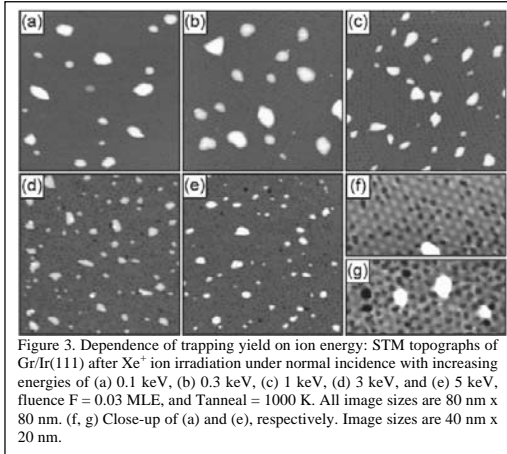 (a)
(b)
(c)
(d)
(e)
(f)
(g)
Figure 3. Dependence of trapping yield on ion energy: STM topographs of
Gr/Ir(111) after Xe+ ion irradiation under normal incidence with increasing
energies of (a) 0.1 keV, (b) 0.3 keV, (c) 1 keV, (d) 3 keV, and (e) 5 keV,
fluence F = 0.03 MLE, and Tanneal = 1000 K. All image sizes are 80 nm x
80 nm. (f, g) Close-up of (a) and (e), respectively. Image sizes are 40 nm x
20 nm.